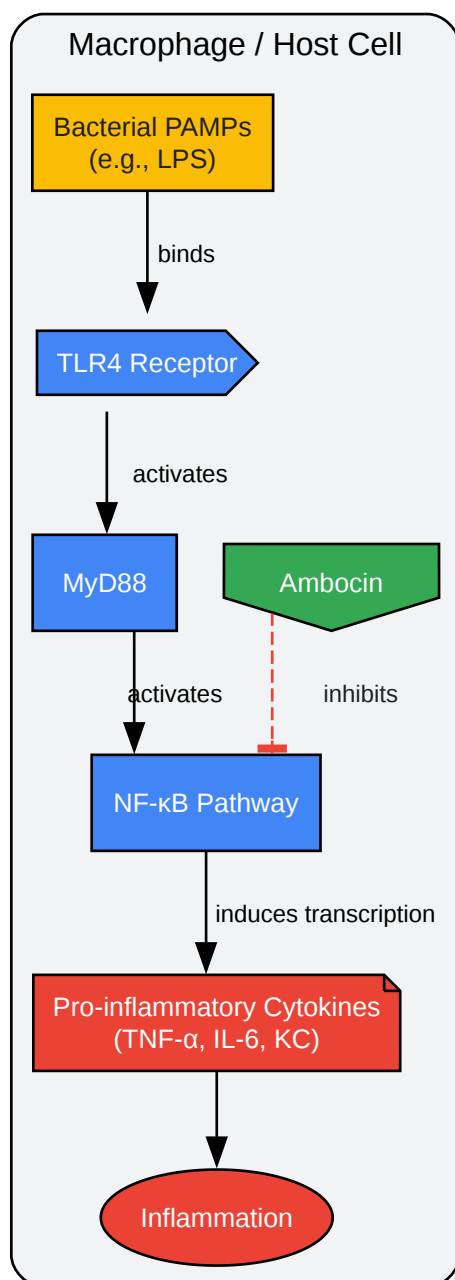 Macrophage / Host Cell
Bacterial PAMPs
(e.g., LPS)
binds
TLR4 Receptor
activates
MyD88
Ambocin
activates
inhibits
NF-κB Pathway
induces transcription
Pro-inflammatory Cytokines
(TNF-α, IL-6, KC)
Inflammation